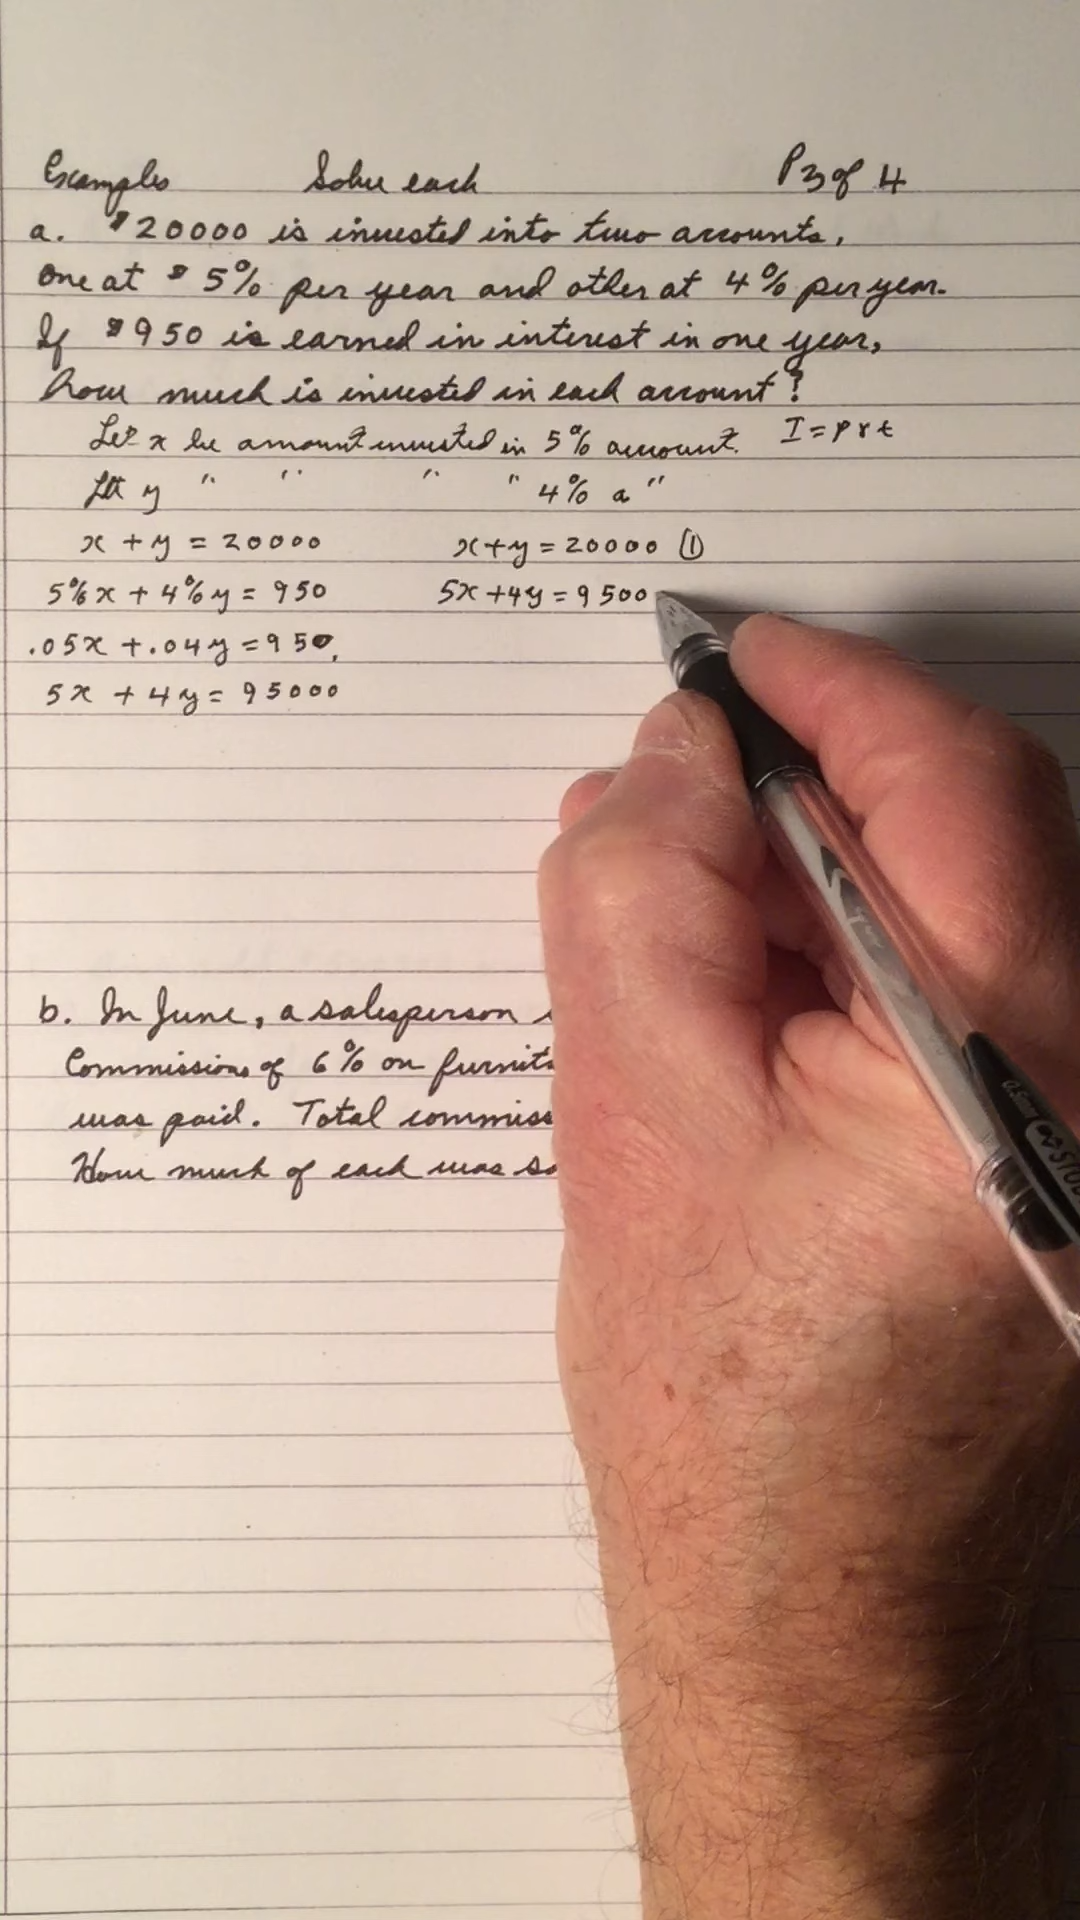 Examples Solve each P3 of 4
a. $20000 is invested into two accounts,
one at 5% per year and other at 4% per year.
If $950 is earned in interest in one year,
how much is invested in each account?
Let x be amount invested in 5% account. I = p r t
Let y " " " " 4% a "
x + y = 20000 x + y = 20000 ①
5% x + 4% y = 950 5x + 4y = 9500
.05x + .04y = 950.
5x + 4y = 95000
b. In June, a salesperson
Commissions of 6% on
was paid. Total
How much of each was
0.5mm